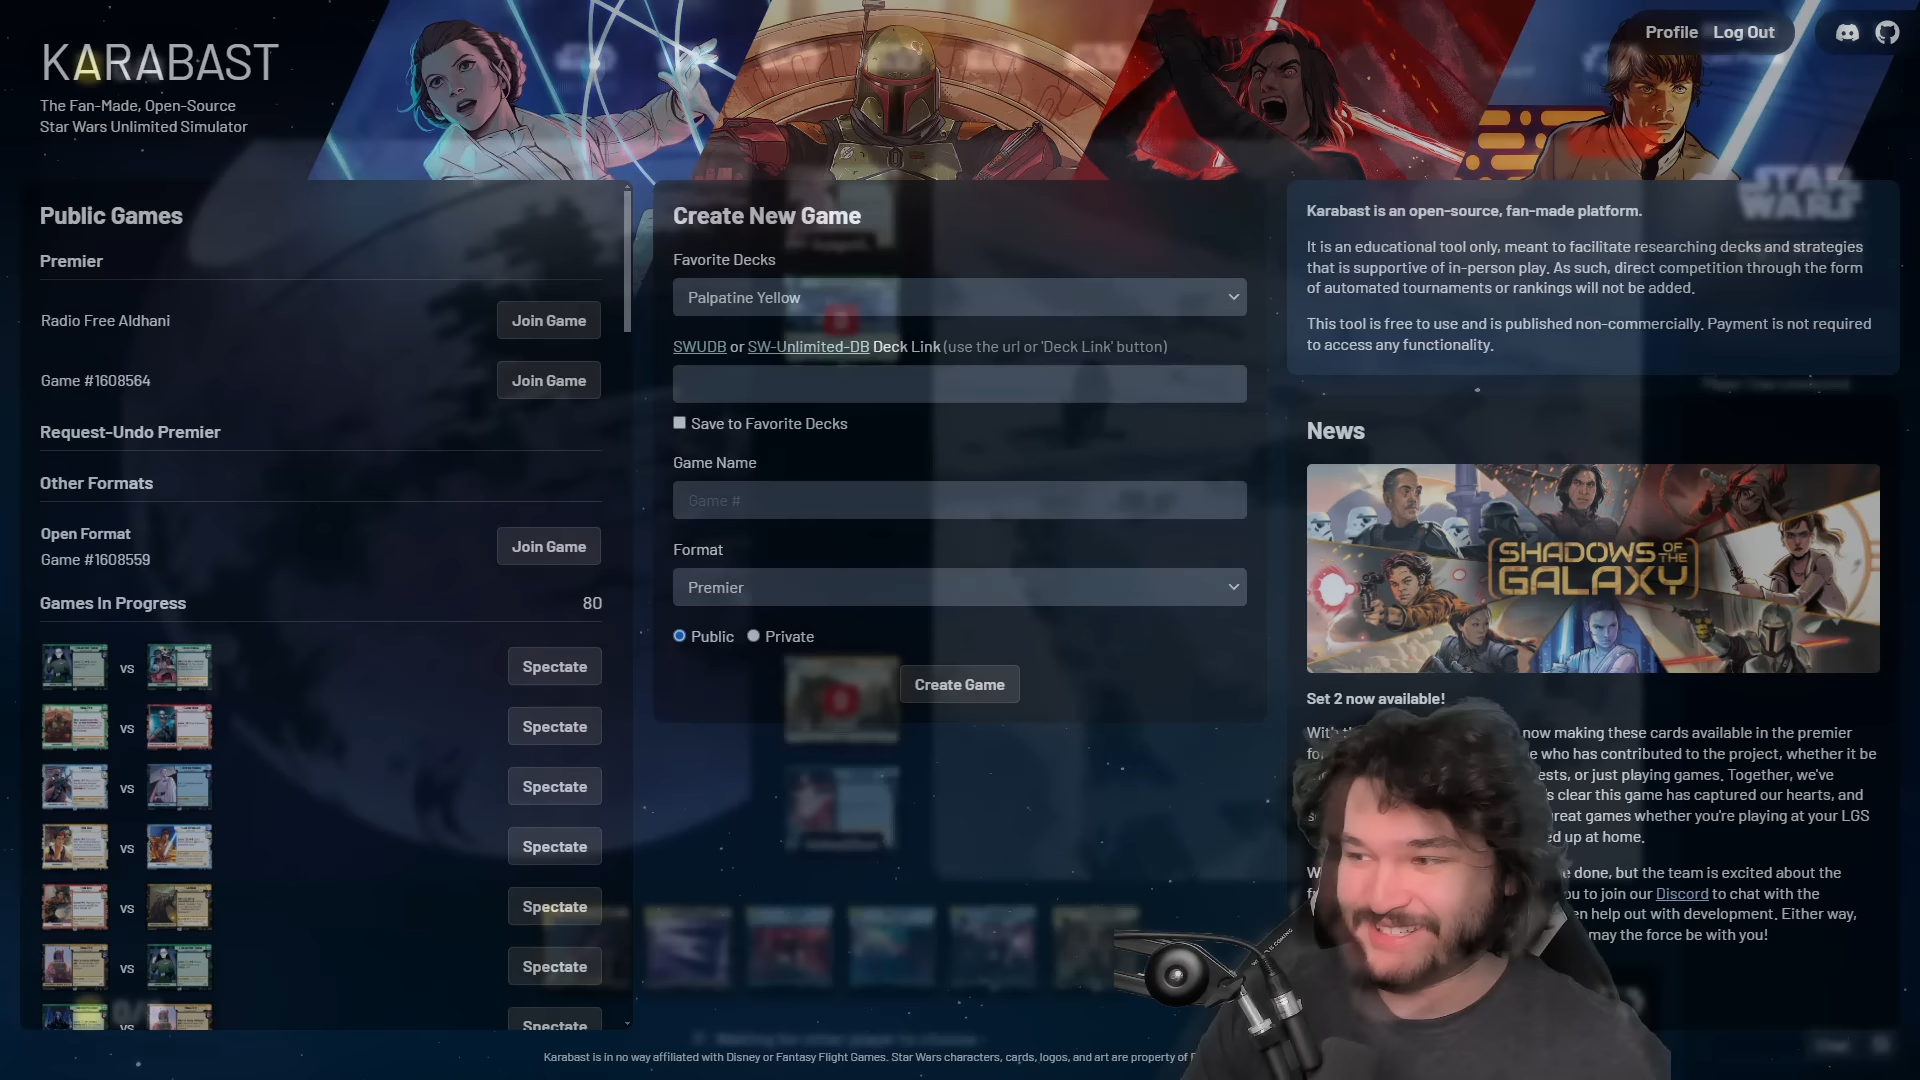 KARABAST
The Fan-Made, Open-Source
Star Wars Unlimited Simulator
Profile
Log Out
Public Games
Premier
Radio Free Aldhani
Join Game
Game #1608564
Join Game
Request-Undo Premier
Other Formats
Open Format
Game #1608559
Join Game
Games In Progress
80
vs
Spectate
vs
Spectate
vs
Spectate
vs
Spectate
vs
Spectate
vs
Spectate
vs
Spectate
Create New Game
Favorite Decks
Palpatine Yellow
SWUDB or SW-Unlimited-DB Deck Link (use the url or 'Deck Link' button)
Save to Favorite Decks
Game Name
Game #
Format
Premier
Public
Private
Create Game
STAR
WARS
Karabast is an open-source, fan-made platform.
It is an educational tool only, meant to facilitate researching decks and strategies
that is supportive of in-person play. As such, direct competition through the form
of automated tournaments or rankings will not be added.
This tool is free to use and is published non-commercially. Payment is not required
to access any functionality.
News
SHADOWS OF THE
GALAXY
Set 2 now available!
now making these cards available in the premier
who has contributed to the project, whether it be
or just playing games. Together, we've
clear this game has captured our hearts, and
games whether you're playing at your LGS
up at home.
done, but the team is excited about the
to join our Discord to chat with the
help out with development. Either way,
may the force be with you!
Karabast is in no way affiliated with Disney or Fantasy Flight Games. Star Wars characters, cards, logos, and art are property of